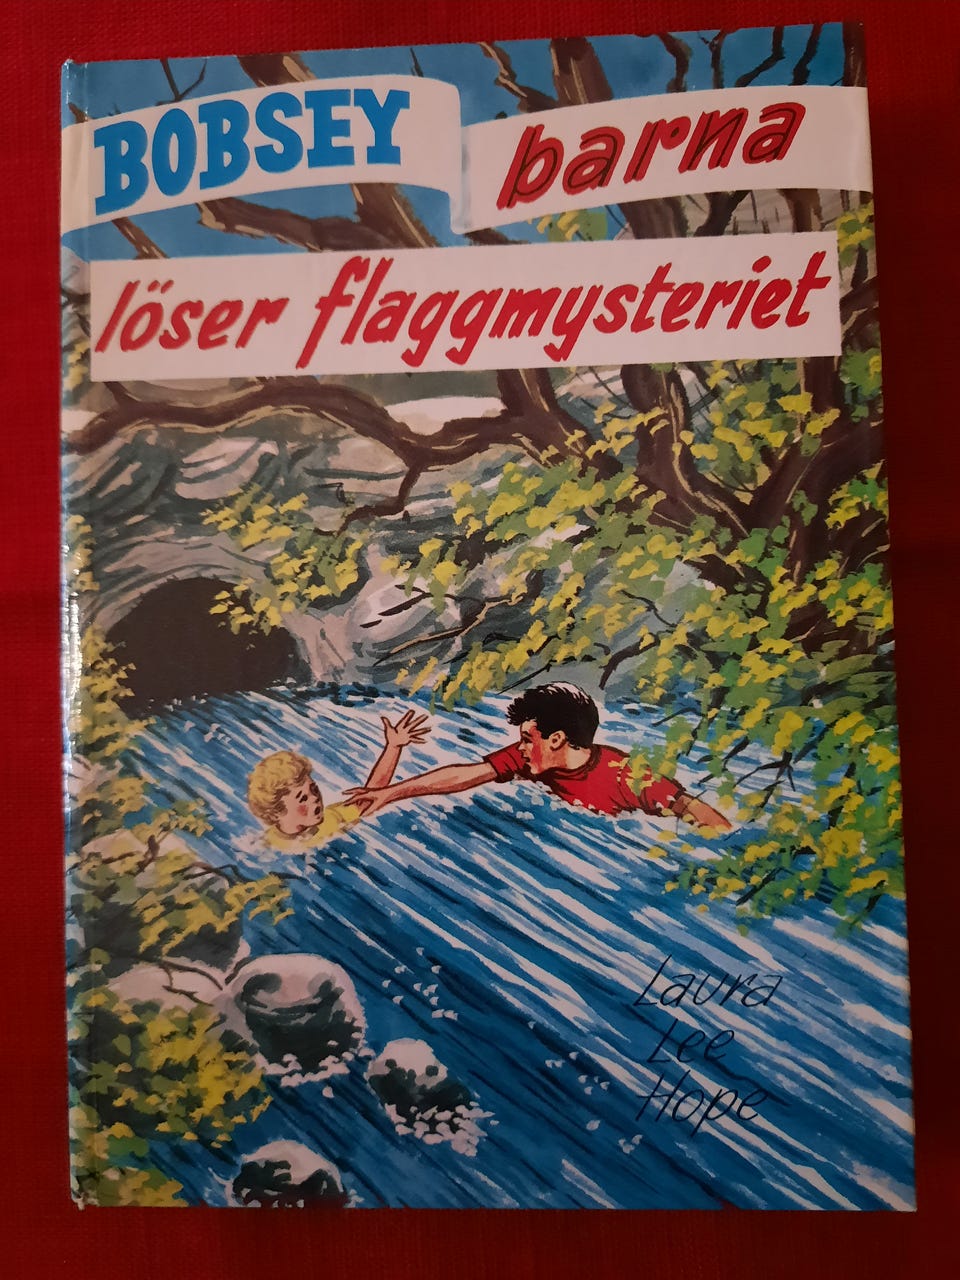 BOBSEY barna
löser flaggmysteriet
Laura
Lee
Hope